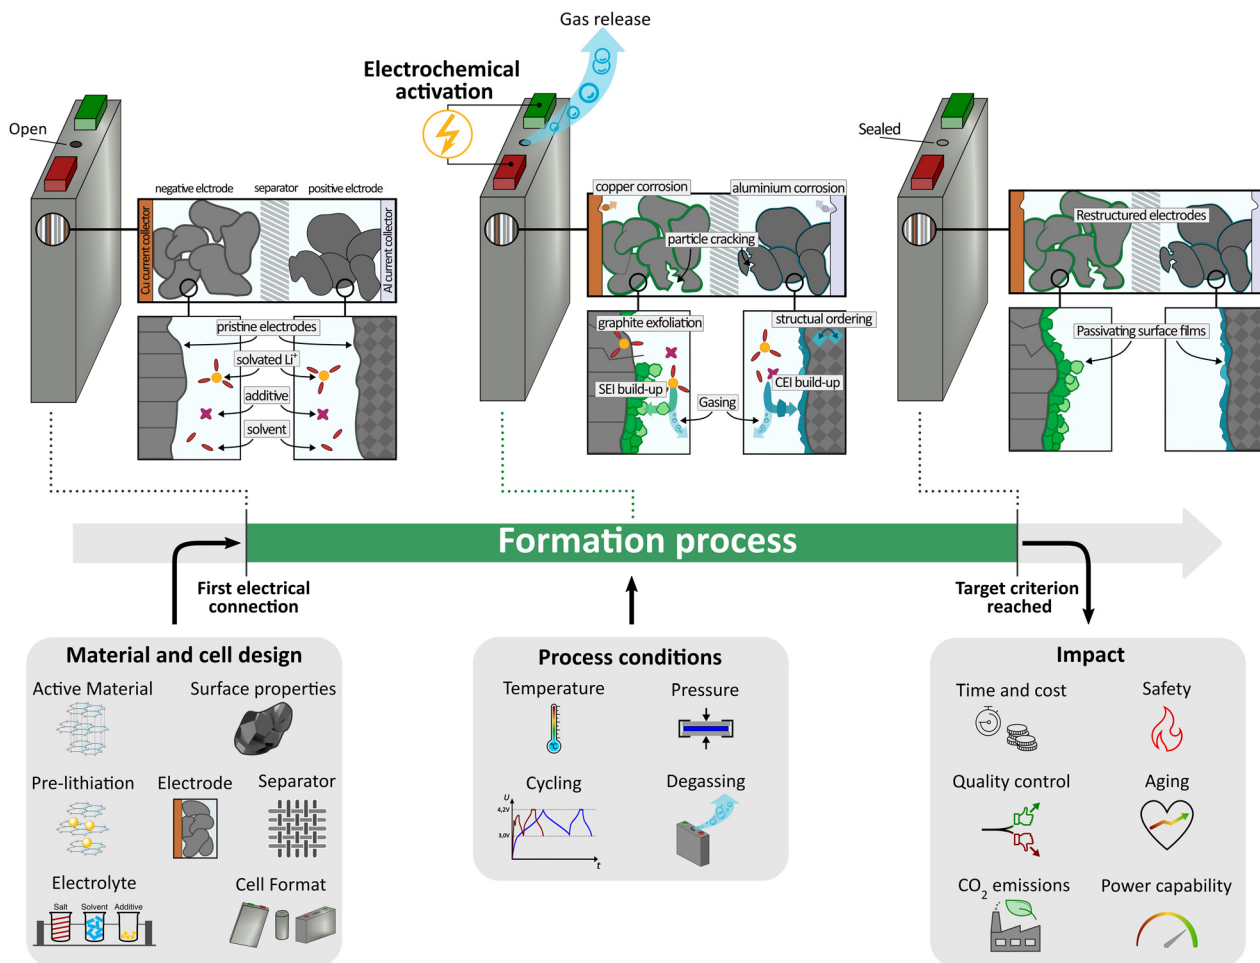 Gas release
Electrochemical
activation
Open
Sealed
negative elctrode
separator
positive elctrode
Cu current collector
Al current collector
pristine electrodes
solvated Li⁺
additive
solvent
copper corrosion
aluminium corrosion
particle cracking
graphite exfoliation
structual ordering
SEI build-up
CEI build-up
Gasing
Restructured electrodes
Passivating surface films
Formation process
First electrical
connection
Target criterion
reached
Material and cell design
Active Material
Surface properties
Pre-lithiation
Electrode
Separator
Electrolyte
Salt
Solvent
Additive
Cell Format
Process conditions
Temperature
°C
Pressure
Cycling
U
4,2V
3,0V
t
Degassing
Impact
Time and cost
Safety
Quality control
Aging
CO₂ emissions
Power capability